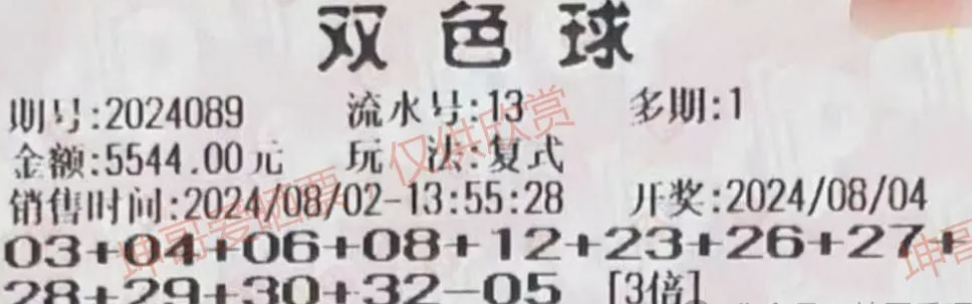 双色球
期号:2024089 流水号:13 多期:1
金额:5544.00元 玩 法:复式
销售时间:2024/08/02-13:55:28 开奖:2024/08/04
03+04+06+08+12+23+26+27+
28+29+30+32-05 [3倍]
坤哥爱彩票 仅供欣赏
坤哥